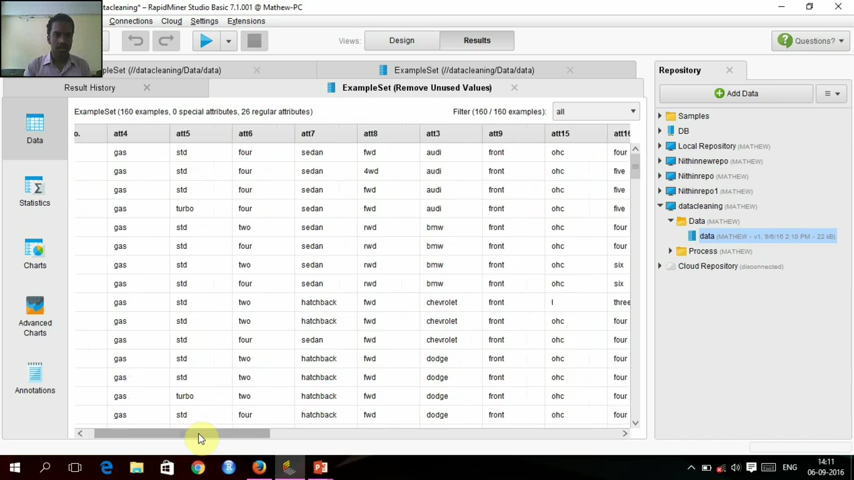 atacleaning* – RapidMiner Studio Basic 7.1.001 @ Mathew-PC
Connections Cloud Settings Extensions
Views: Design Results Questions?
ExampleSet (//datacleaning/Data/data) ExampleSet (//datacleaning/Data/data)
Result History ExampleSet (Remove Unused Values)
ExampleSet (160 examples, 0 special attributes, 26 regular attributes) Filter (160 / 160 examples): all
o. att4 att5 att6 att7 att8 att3 att9 att15 att16
gas std four sedan fwd audi front ohc four
gas std four sedan 4wd audi front ohc five
gas std four sedan fwd audi front ohc five
gas turbo four sedan fwd audi front ohc five
gas std two sedan rwd bmw front ohc four
gas std four sedan rwd bmw front ohc four
gas std two sedan rwd bmw front ohc six
gas std four sedan rwd bmw front ohc six
gas std two hatchback fwd chevrolet front l three
gas std two hatchback fwd chevrolet front ohc four
gas std four sedan fwd chevrolet front ohc four
gas std two hatchback fwd dodge front ohc four
gas std two hatchback fwd dodge front ohc four
gas turbo two hatchback fwd dodge front ohc four
gas std four hatchback fwd dodge front ohc four
Data
Statistics
Charts
Advanced
Charts
Annotations
Repository
Add Data
Samples
DB
Local Repository (MATHEW)
Nithinnewrepo (MATHEW)
Nithinrepo (MATHEW)
Nithinrepo1 (MATHEW)
datacleaning (MATHEW)
Data (MATHEW)
data (MATHEW - v1, 9/6/16 2:10 PM - 22 kB)
Process (MATHEW)
Cloud Repository (disconnected)
ENG
14:11
06-09-2016